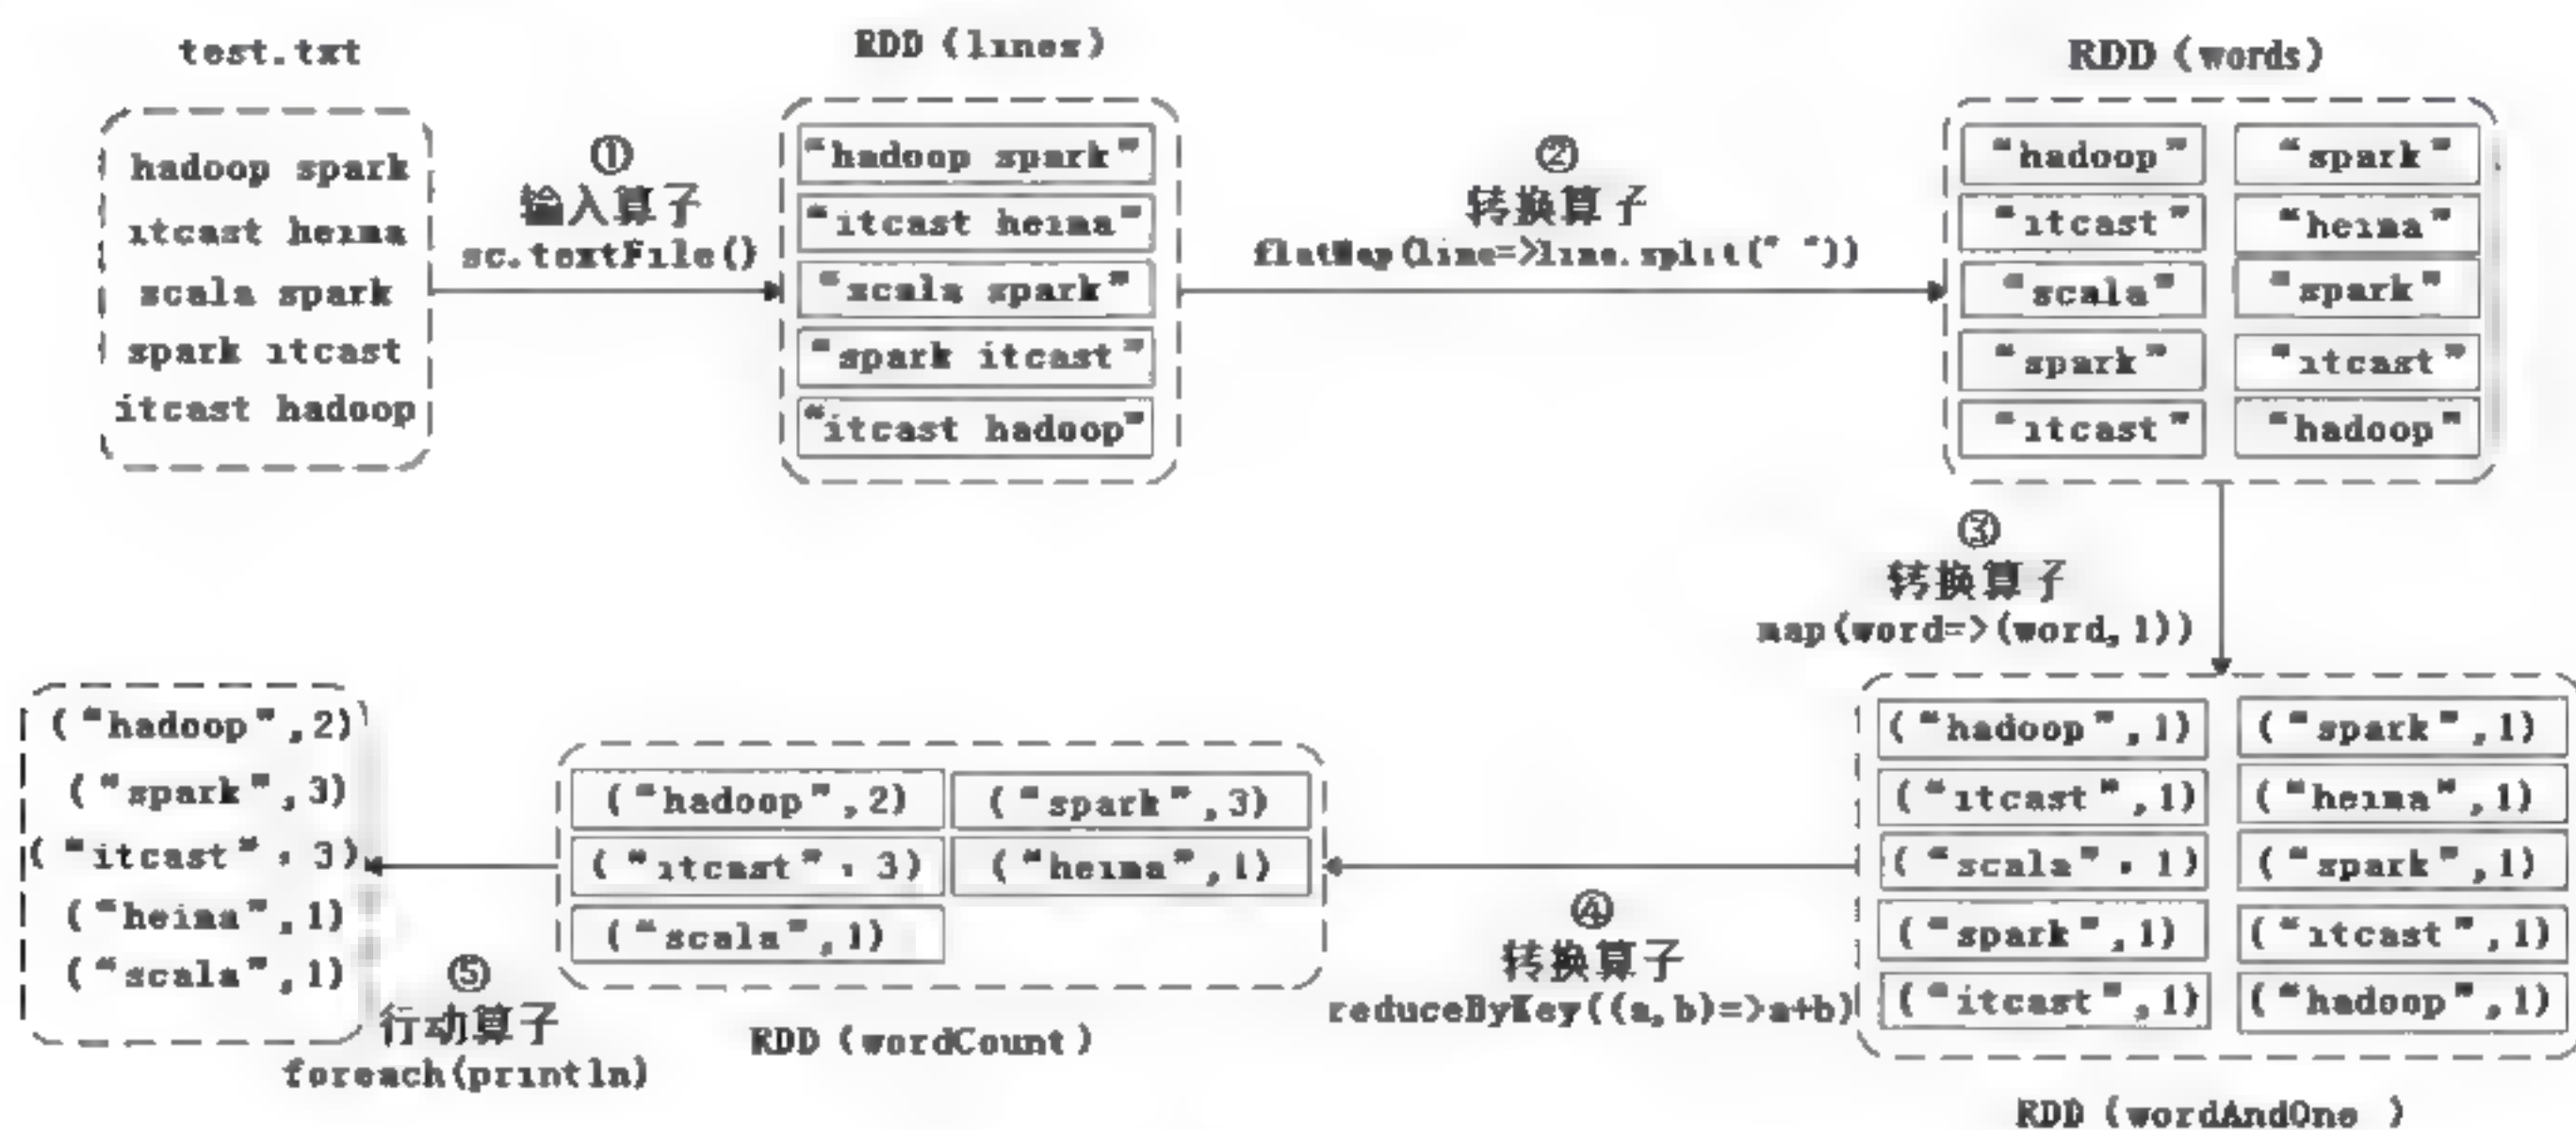 test.txt
hadoop spark
itcast heima
scala spark
spark itcast
itcast hadoop
①
输入算子
sc.textFile()
RDD (lines)
"hadoop spark"
"itcast heima"
"scala spark"
"spark itcast"
"itcast hadoop"
②
转换算子
flatMap(line=>line.split(" "))
RDD (words)
"hadoop" "spark"
"itcast" "heima"
"scala" "spark"
"spark" "itcast"
"itcast" "hadoop"
③
转换算子
map(word=>(word,1))
("hadoop",1) ("spark",1)
("itcast",1) ("heima",1)
("scala",1) ("spark",1)
("spark",1) ("itcast",1)
("itcast",1) ("hadoop",1)
RDD (wordAndOne )
④
转换算子
reduceByKey((a,b)=>a+b)
("hadoop",2) ("spark",3)
("itcast",3) ("heima",1)
("scala",1)
RDD (wordCount)
⑤
行动算子
foreach(println)
("hadoop",2)
("spark",3)
("itcast",3)
("heima",1)
("scala",1)